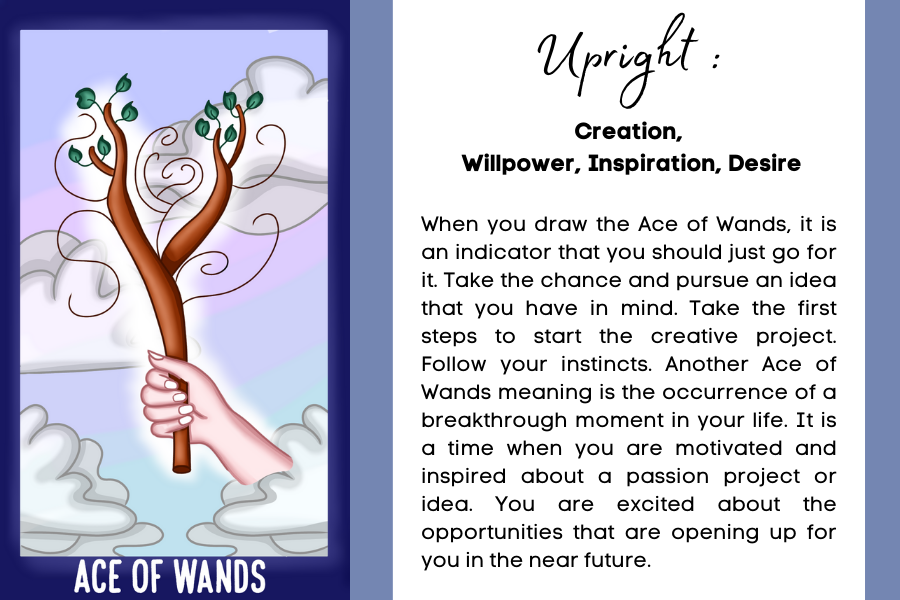 ACE OF WANDS
Upright :
Creation,
Willpower, Inspiration, Desire
When you draw the Ace of Wands, it is
an indicator that you should just go for
it. Take the chance and pursue an idea
that you have in mind. Take the first
steps to start the creative project.
Follow your instincts. Another Ace of
Wands meaning is the occurrence of a
breakthrough moment in your life. It is
a time when you are motivated and
inspired about a passion project or
idea. You are excited about the
opportunities that are opening up for
you in the near future.